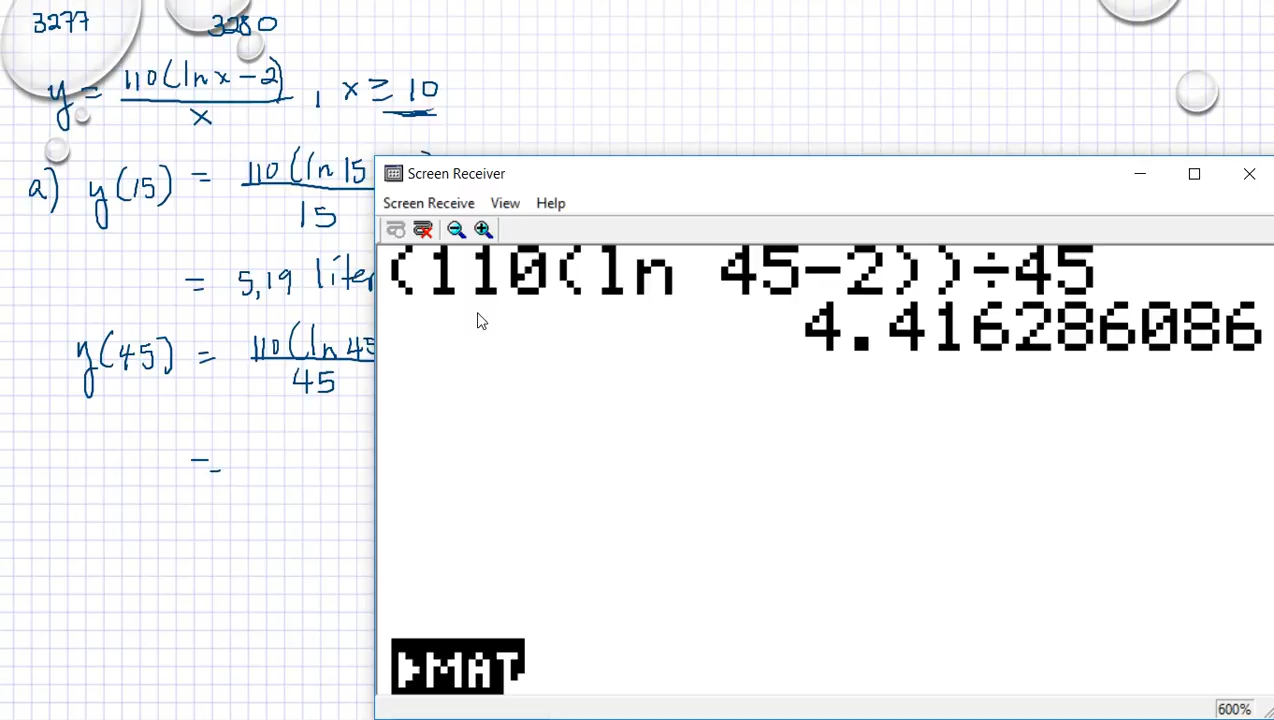 3277 3280
y = 110(ln x - 2) / x , x ≥ 10
a) y(15) = 110(ln 15 / 15
= 5,19 liter
y(45) = 110(ln 45 / 45
=
Screen Receiver
Screen Receive View Help
(110(ln 45-2))÷45
4.416286086
▶MAT
600%